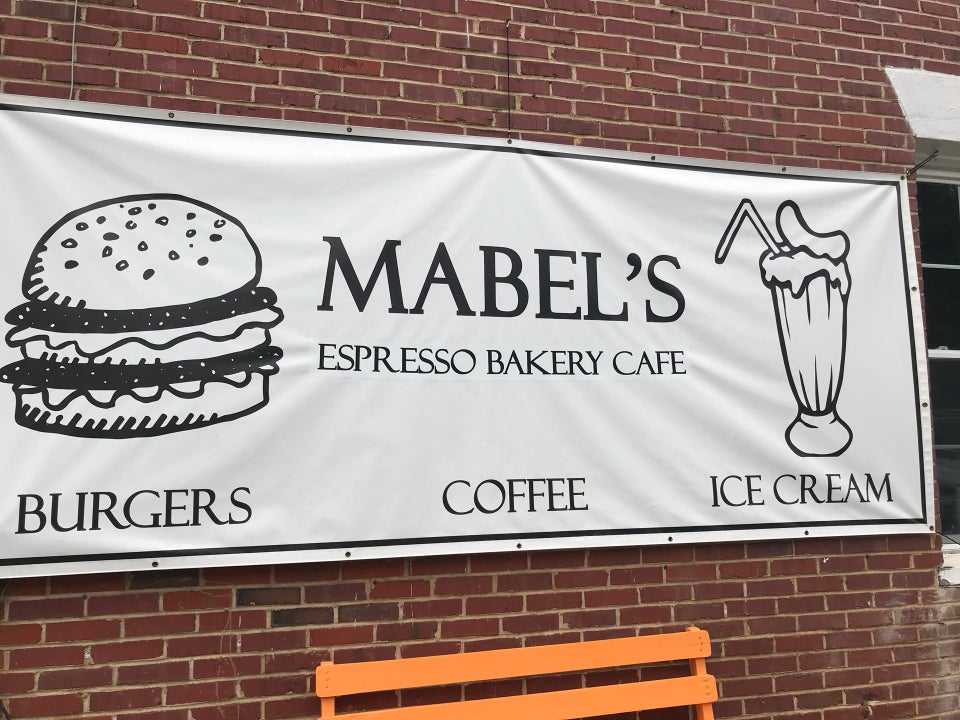 MABEL'S
ESPRESSO BAKERY CAFE
BURGERS COFFEE ICE CREAM